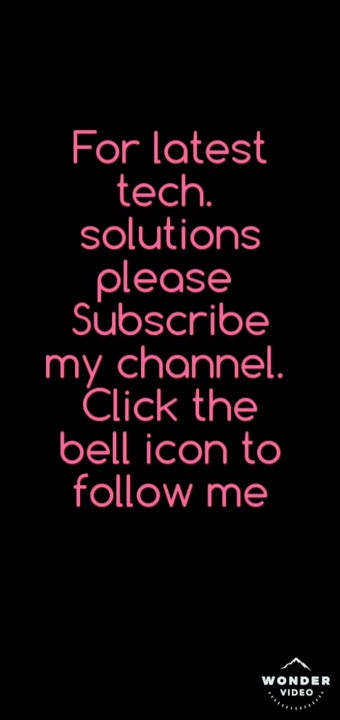 For latest
tech.
solutions
please
Subscribe
my channel.
Click the
bell icon to
follow me
WONDER
VIDEO